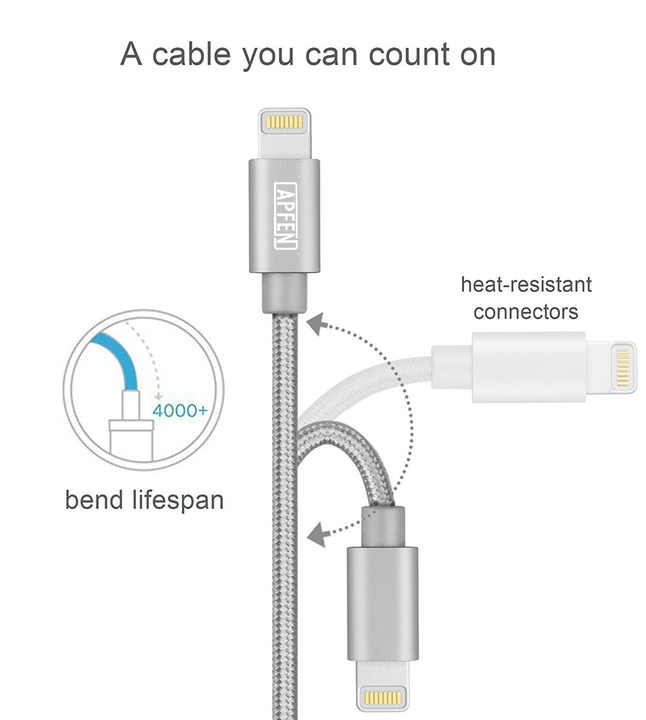 A cable you can count on
APFEN
heat-resistant
connectors
4000+
bend lifespan